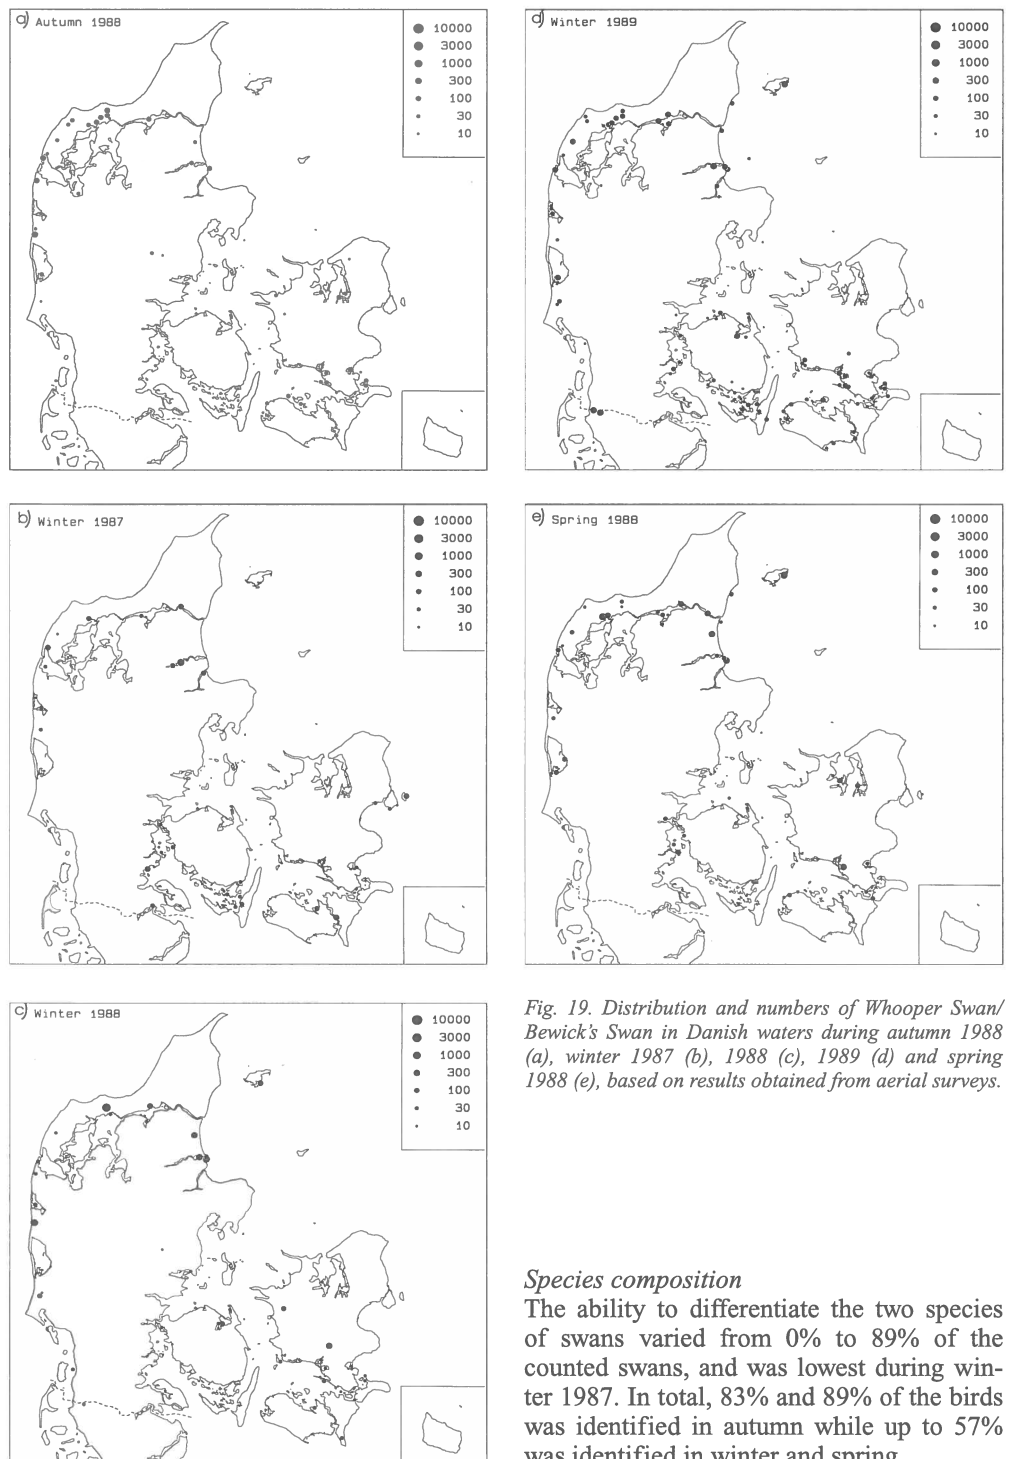 a) Autumn 1988
10000
3000
1000
300
100
30
10
d) Winter 1989
10000
3000
1000
300
100
30
10
b) Winter 1987
10000
3000
1000
300
100
30
10
e) Spring 1988
10000
3000
1000
300
100
30
10
c) Winter 1988
10000
3000
1000
300
100
30
10
Fig. 19. Distribution and numbers of Whooper Swan/
Bewick's Swan in Danish waters during autumn 1988
(a), winter 1987 (b), 1988 (c), 1989 (d) and spring
1988 (e), based on results obtained from aerial surveys.
Species composition
The ability to differentiate the two species
of swans varied from 0% to 89% of the
counted swans, and was lowest during win-
ter 1987. In total, 83% and 89% of the birds
was identified in autumn while up to 57%
was identified in winter and spring.